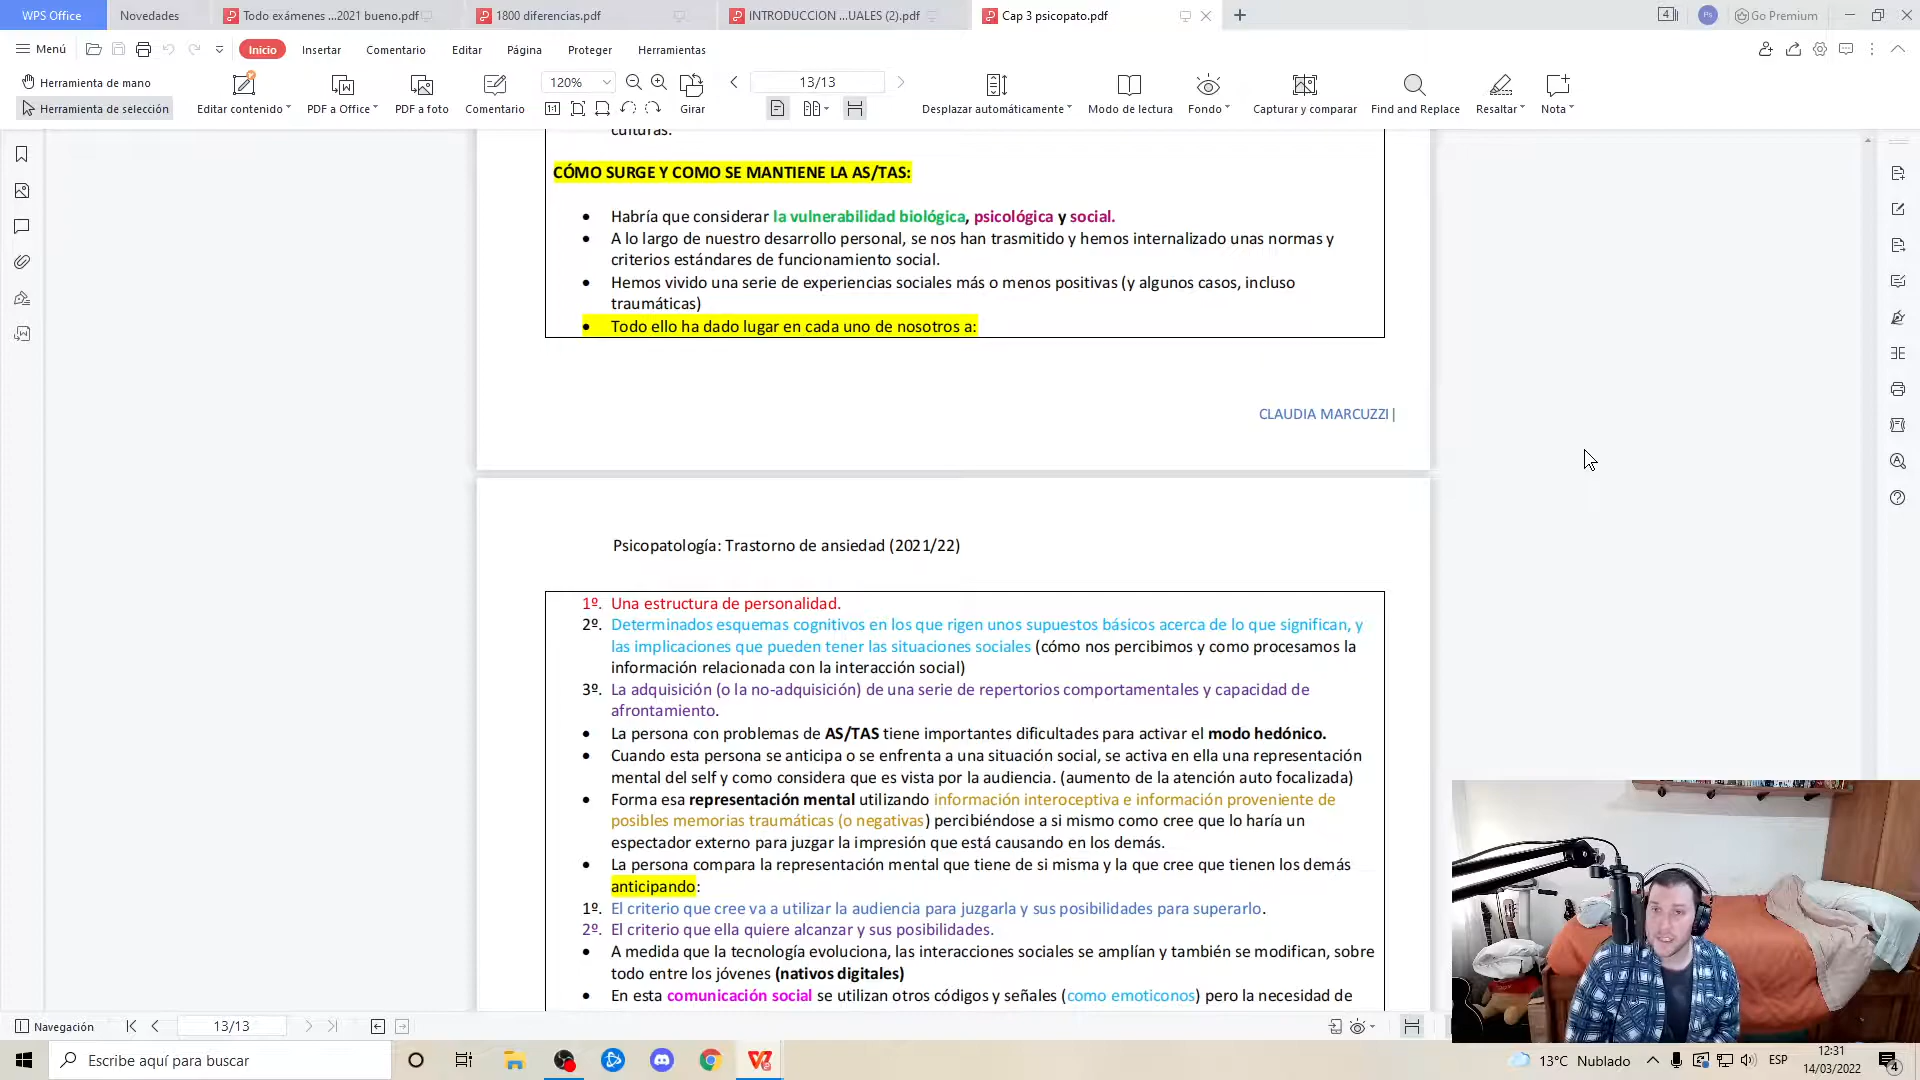 WPS Office
Novedades
Todo exámenes ...2021 bueno.pdf
1800 diferencias.pdf
INTRODUCCION ...UALES (2).pdf
Cap 3 psicopato.pdf
Go Premium
Menú
Inicio
Insertar
Comentario
Editar
Página
Proteger
Herramientas
Herramienta de mano
Herramienta de selección
Editar contenido
PDF a Office
PDF a foto
Comentario
120%
Girar
13/13
Desplazar automáticamente
Modo de lectura
Fondo
Capturar y comparar
Find and Replace
Resaltar
Nota
culturas.
CÓMO SURGE Y COMO SE MANTIENE LA AS/TAS:
• Habría que considerar la vulnerabilidad biológica, psicológica y social.
• A lo largo de nuestro desarrollo personal, se nos han trasmitido y hemos internalizado unas normas y
criterios estándares de funcionamiento social.
• Hemos vivido una serie de experiencias sociales más o menos positivas (y algunos casos, incluso
traumáticas)
• Todo ello ha dado lugar en cada uno de nosotros a:
CLAUDIA MARCUZZI|
Psicopatología: Trastorno de ansiedad (2021/22)
1º. Una estructura de personalidad.
2º. Determinados esquemas cognitivos en los que rigen unos supuestos básicos acerca de lo que significan, y
las implicaciones que pueden tener las situaciones sociales (cómo nos percibimos y como procesamos la
información relacionada con la interacción social)
3º. La adquisición (o la no-adquisición) de una serie de repertorios comportamentales y capacidad de
afrontamiento.
• La persona con problemas de AS/TAS tiene importantes dificultades para activar el modo hedónico.
• Cuando esta persona se anticipa o se enfrenta a una situación social, se activa en ella una representación
mental del self y como considera que es vista por la audiencia. (aumento de la atención auto focalizada)
• Forma esa representación mental utilizando información interoceptiva e información proveniente de
posibles memorias traumáticas (o negativas) percibiéndose a si mismo como cree que lo haría un
espectador externo para juzgar la impresión que está causando en los demás.
• La persona compara la representación mental que tiene de si misma y la que cree que tienen los demás
anticipando:
1º. El criterio que cree va a utilizar la audiencia para juzgarla y sus posibilidades para superarlo.
2º. El criterio que ella quiere alcanzar y sus posibilidades.
• A medida que la tecnología evoluciona, las interacciones sociales se amplían y también se modifican, sobre
todo entre los jóvenes (nativos digitales)
• En esta comunicación social se utilizan otros códigos y señales (como emoticonos) pero la necesidad de
Navegación
13/13
Escribe aquí para buscar
13°C Nublado
ESP
12:31
14/03/2022
4